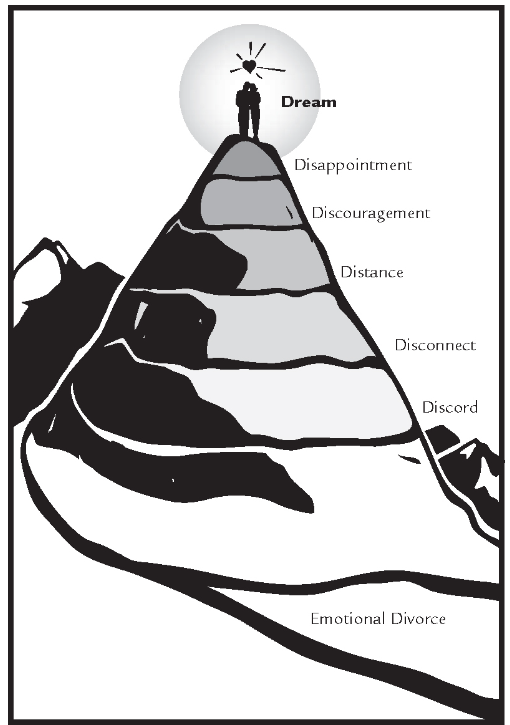 Dream
Disappointment
Discouragement
Distance
Disconnect
Discord
Emotional Divorce